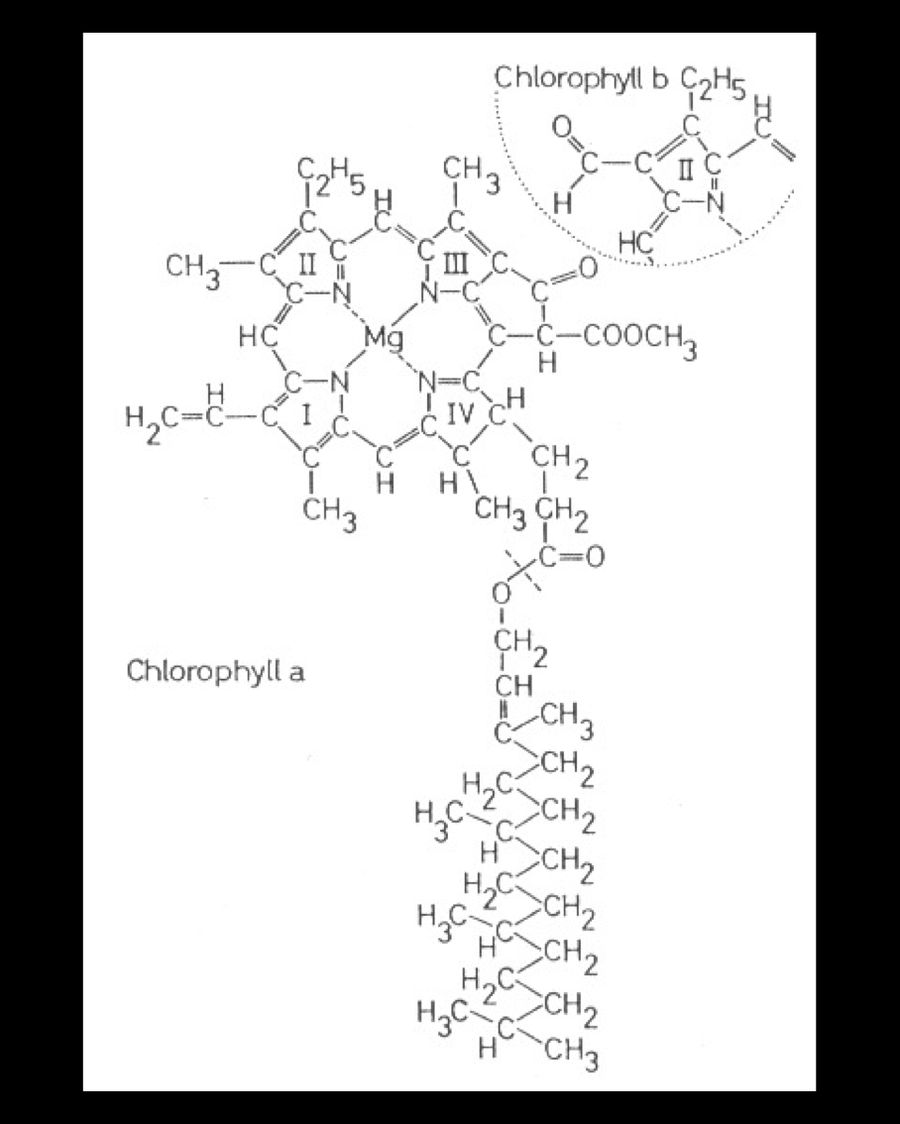 Chlorophyll b C2H5
H
O
C C C C
II
H C N
HC
C2H5 CH3
H
C C C
CH3 C C II C III C O
C N N C C
HC Mg C C COOCH3
H
C N N C
H2C=C H C I C IV C H
C C C C CH2
H H
CH3 CH3 CH2
C=O
O
CH2
Chlorophyll a
CH
CH3
C
CH2
H2C
H3C CH2
C
H CH2
H2C
H3C CH2
C
H CH2
H2C
H3C CH2
C
H CH3